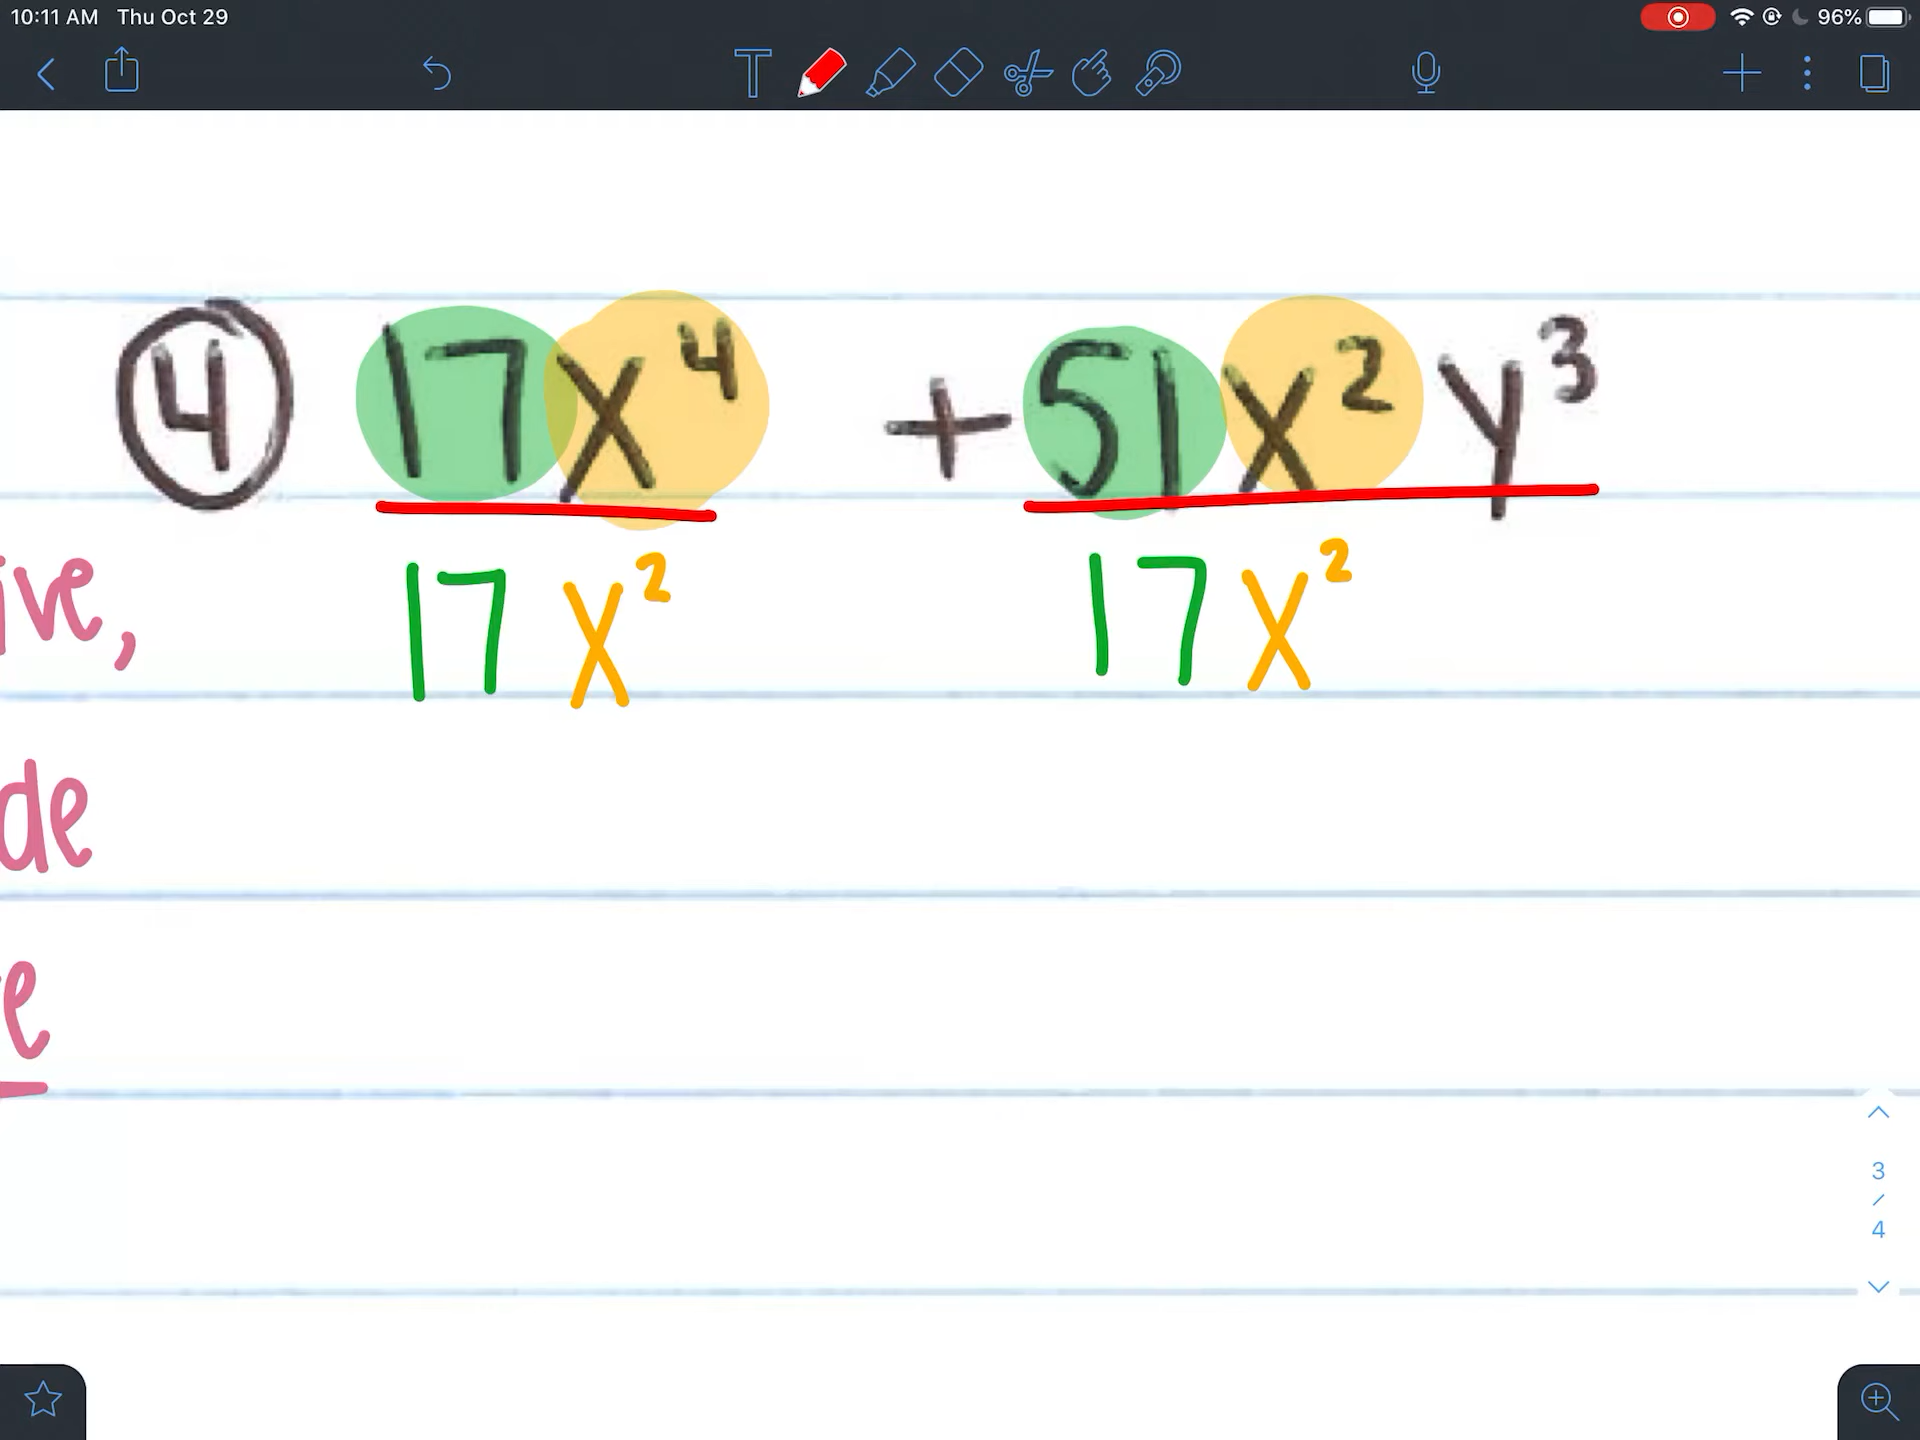 10:11 AM Thu Oct 29
96%
④ 17x⁴ + 51x²y³
17x² 17x²
ive,
de
e
3
/
4